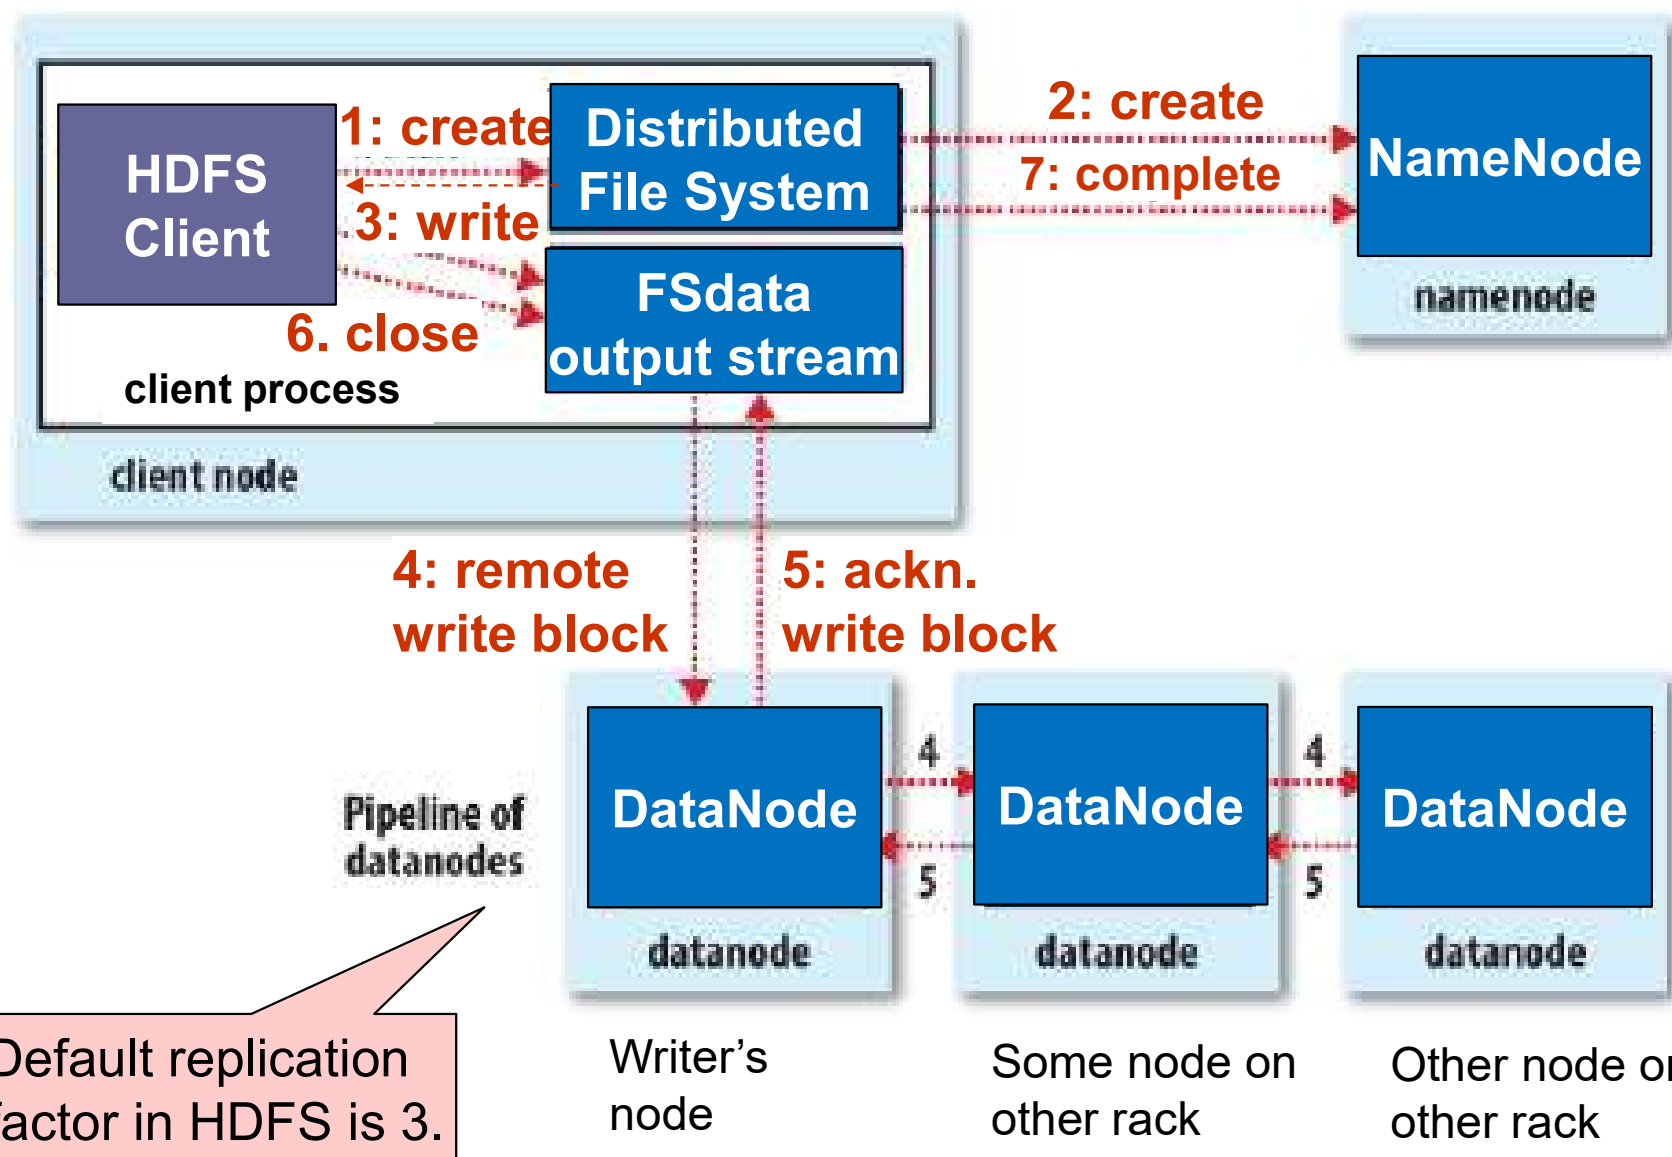 1: create
HDFS
Client
Distributed
File System
2: create
7: complete
NameNode
namenode
3: write
6. close
FSdata
output stream
client process
client node
4: remote
write block
5: ackn.
write block
Pipeline of
datanodes
DataNode
4
5
DataNode
4
5
DataNode
datanode
datanode
datanode
Default replication
factor in HDFS is 3.
Writer’s
node
Some node on
other rack
Other node on
other rack